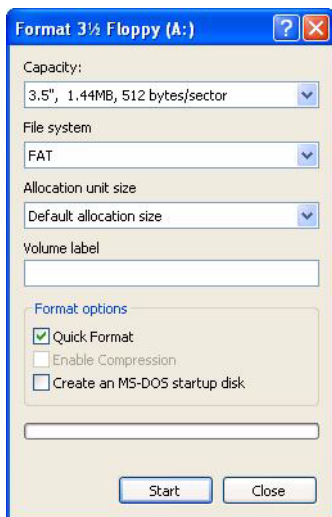 Format 3½ Floppy (A:)
Capacity:
3.5", 1.44MB, 512 bytes/sector
File system
FAT
Allocation unit size
Default allocation size
Volume label
Format options
Quick Format
Enable Compression
Create an MS-DOS startup disk
Start Close